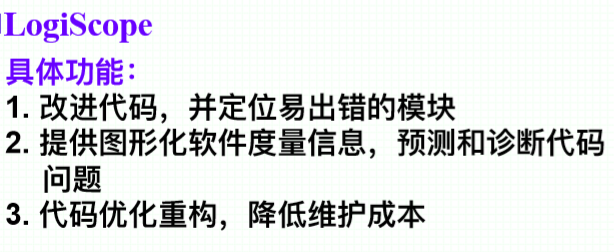 LogiScope
具体功能：
1. 改进代码，并定位易出错的模块
2. 提供图形化软件度量信息，预测和诊断代码
问题
3. 代码优化重构，降低维护成本